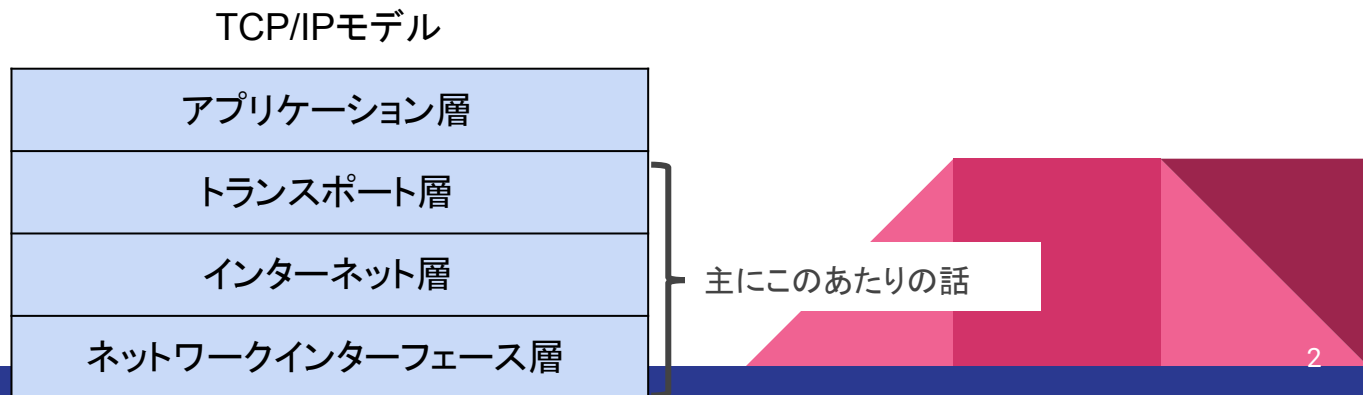 TCP/IPモデル
アプリケーション層
トランスポート層
インターネット層
主にこのあたりの話
ネットワークインターフェース層
2